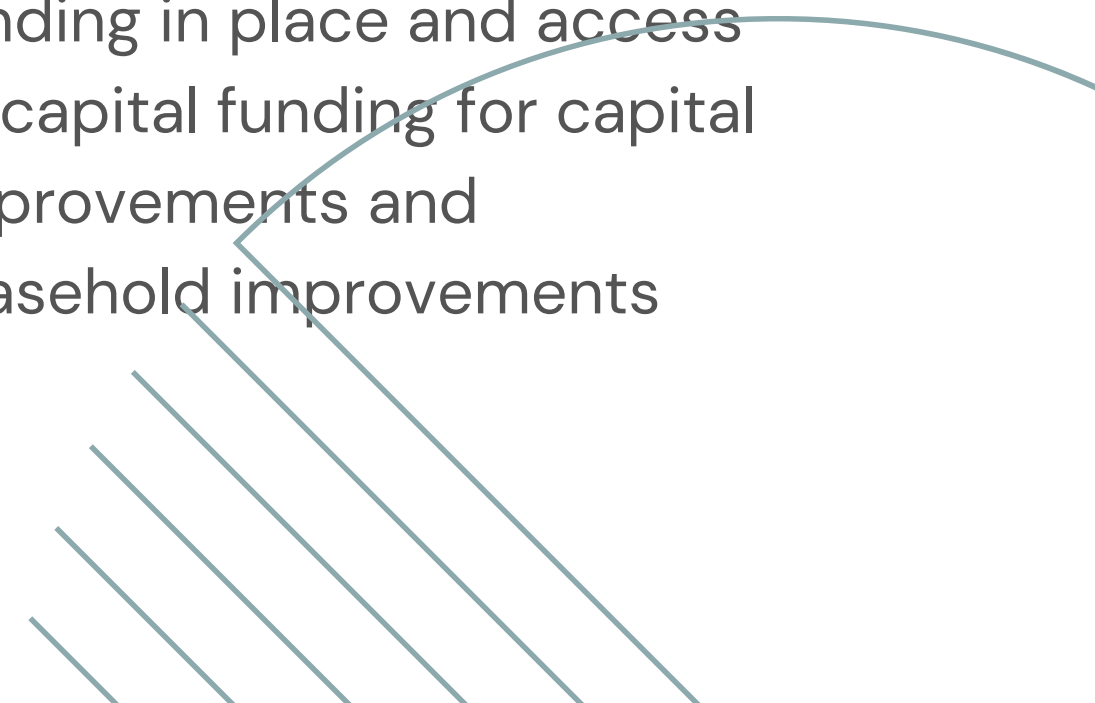 nding in place and access
capital funding for capital
provements and
asehold improvements